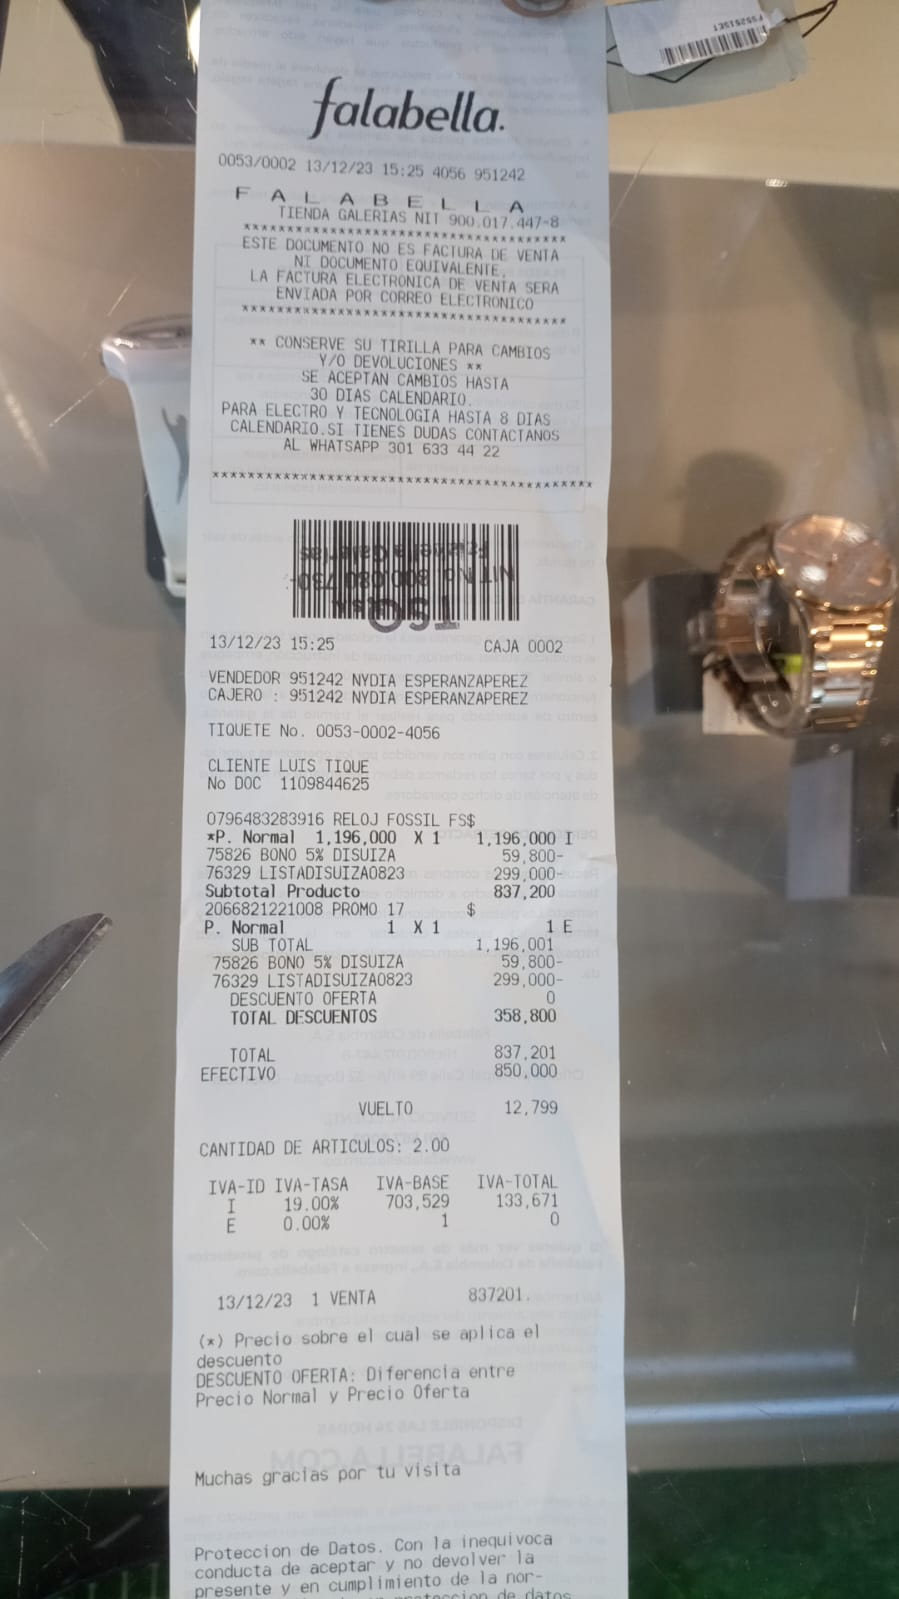 FSS261SET
falabella.
0053/0002 13/12/23 15:25 4056 951242
F A L A B E L L A
TIENDA GALERIAS NIT 900.017.447-8
****************************************
ESTE DOCUMENTO NO ES FACTURA DE VENTA
NI DOCUMENTO EQUIVALENTE.
LA FACTURA ELECTRONICA DE VENTA SERA
ENVIADA POR CORREO ELECTRONICO
****************************************
** CONSERVE SU TIRILLA PARA CAMBIOS
Y/O DEVOLUCIONES **
SE ACEPTAN CAMBIOS HASTA
30 DIAS CALENDARIO.
PARA ELECTRO Y TECNOLOGIA HASTA 8 DIAS
CALENDARIO.SI TIENES DUDAS CONTACTANOS
AL WHATSAPP 301 633 44 22
****************************************
13/12/23 15:25 CAJA 0002
VENDEDOR 951242 NYDIA ESPERANZAPEREZ
CAJERO : 951242 NYDIA ESPERANZAPEREZ
TIQUETE No. 0053-0002-4056
CLIENTE LUIS TIQUE
No DOC 1109844625
0796483283916 RELOJ FOSSIL FS$
*P. Normal 1,196,000 X 1 1,196,000 I
75826 BONO 5% DISUIZA 59,800-
76329 LISTADISUIZA0823 299,000-
Subtotal Producto 837,200
2066821221008 PROMO 17 $
P. Normal 1 X 1 1 E
SUB TOTAL 1,196,001
75826 BONO 5% DISUIZA 59,800-
76329 LISTADISUIZA0823 299,000-
DESCUENTO OFERTA 0
TOTAL DESCUENTOS 358,800
TOTAL 837,201
EFECTIVO 850,000
VUELTO 12,799
CANTIDAD DE ARTICULOS: 2.00
IVA-ID IVA-TASA IVA-BASE IVA-TOTAL
I 19.00% 703,529 133,671
E 0.00% 1 0
13/12/23 1 VENTA 837201.
(*) Precio sobre el cual se aplica el
descuento
DESCUENTO OFERTA: Diferencia entre
Precio Normal y Precio Oferta
Muchas gracias por tu visita
Proteccion de Datos. Con la inequivoca
conducta de aceptar y no devolver la
presente y en cumplimiento de la nor-
proteccion de datos